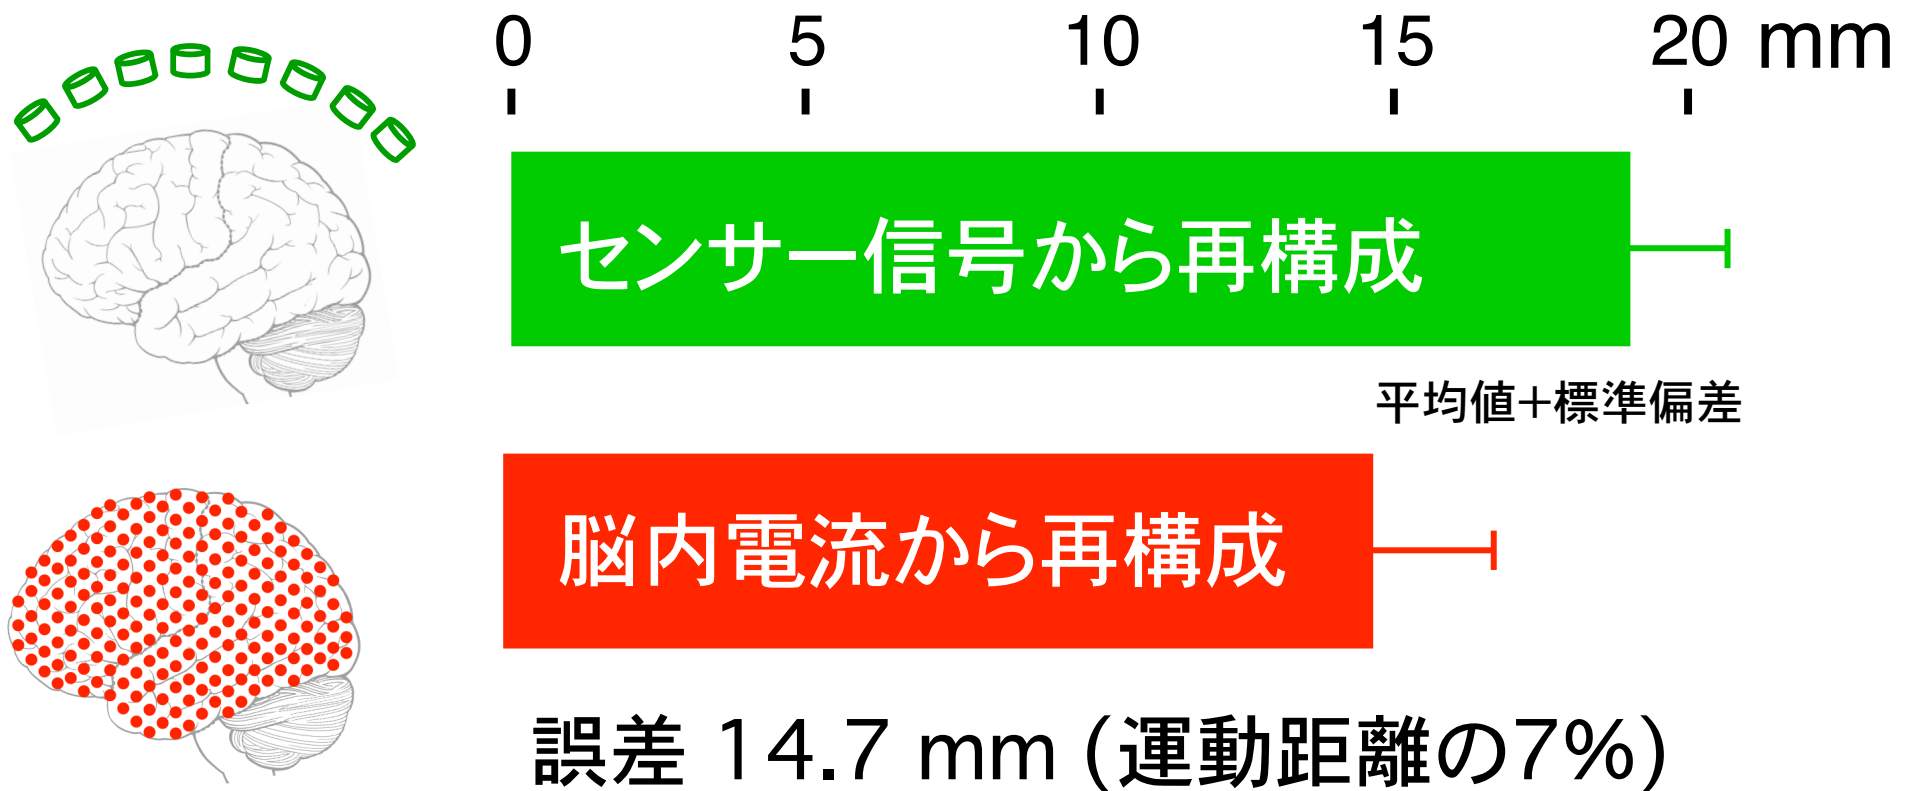 0 5 10 15 20 mm
センサー信号から再構成
平均値+標準偏差
脳内電流から再構成
誤差 14.7 mm (運動距離の7%)